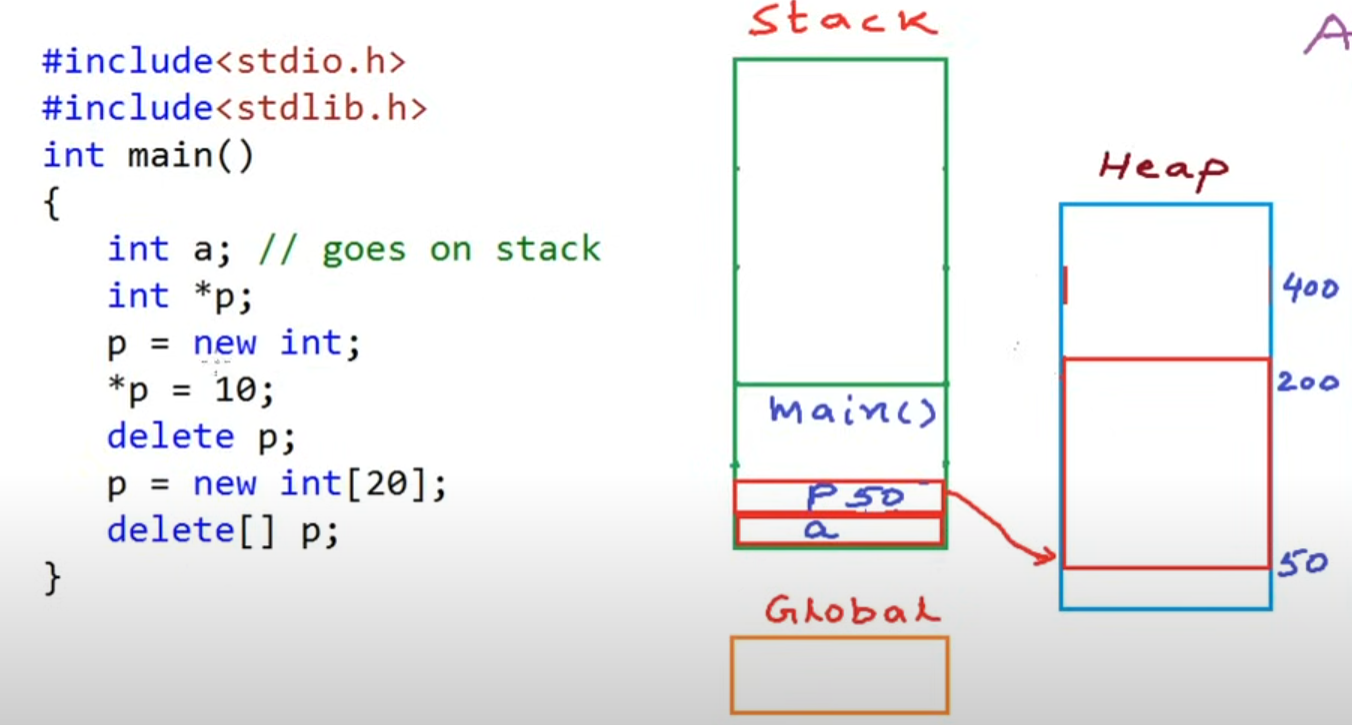 #include<stdio.h>
#include<stdlib.h>
int main()
{
int a; // goes on stack
int *p;
p = new int;
*p = 10;
delete p;
p = new int[20];
delete[] p;
}
Stack
main()
P 50
a
Global
A
Heap
400
200
50